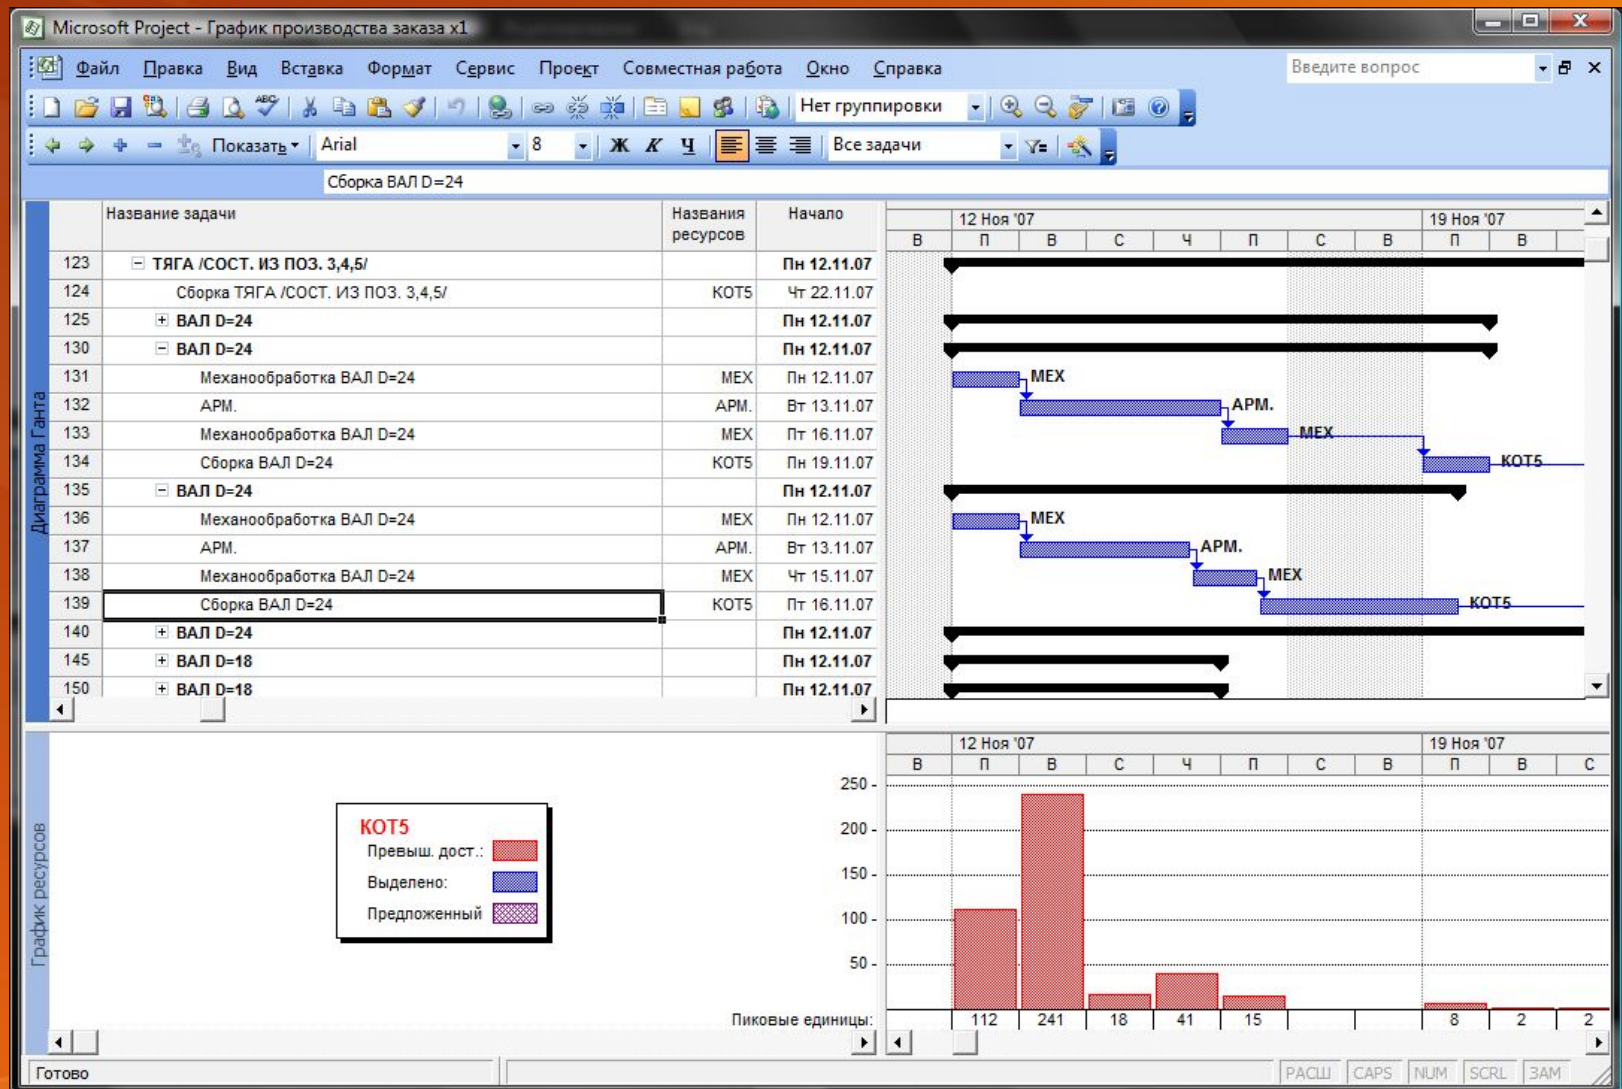 Microsoft Project - График производства заказа x1
Файл Правка Вид Вставка Формат Сервис Проект Совместная работа Окно Справка Введите вопрос
Нет группировки
Показать Arial 8 Ж К Ч Все задачи
Сборка ВАЛ D=24
Название задачи Названия ресурсов Начало 12 Ноя '07 19 Ноя '07
В П В С Ч П С В П В
123 ТЯГА /СОСТ. ИЗ ПОЗ. 3,4,5/ Пн 12.11.07
124 Сборка ТЯГА /СОСТ. ИЗ ПОЗ. 3,4,5/ КОТ5 Чт 22.11.07
125 ВАЛ D=24 Пн 12.11.07
130 ВАЛ D=24 Пн 12.11.07
131 Механообработка ВАЛ D=24 МЕХ Пн 12.11.07 МЕХ
132 АРМ. АРМ. Вт 13.11.07 АРМ.
133 Механообработка ВАЛ D=24 МЕХ Пт 16.11.07 МЕХ
134 Сборка ВАЛ D=24 КОТ5 Пн 19.11.07 КОТ5
135 ВАЛ D=24 Пн 12.11.07
136 Механообработка ВАЛ D=24 МЕХ Пн 12.11.07 МЕХ
137 АРМ. АРМ. Вт 13.11.07 АРМ.
138 Механообработка ВАЛ D=24 МЕХ Чт 15.11.07 МЕХ
139 Сборка ВАЛ D=24 КОТ5 Пт 16.11.07 КОТ5
140 ВАЛ D=24 Пн 12.11.07
145 ВАЛ D=18 Пн 12.11.07
150 ВАЛ D=18 Пн 12.11.07
Диаграмма Ганта
12 Ноя '07 19 Ноя '07
В П В С Ч П С В П В С
250
200
150
100
50
КОТ5
Превыш. дост.:
Выделено:
Предложенный
Пиковые единицы: 112 241 18 41 15 8 2 2
График ресурсов
Готово РАСШ CAPS NUM SCRL ЗАМ